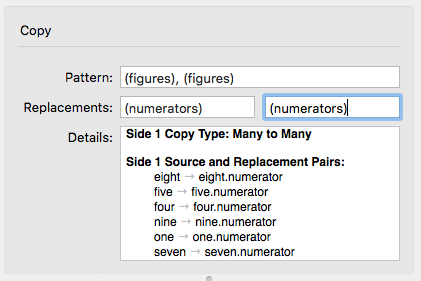 Copy
Pattern: (figures), (figures)
Replacements: (numerators) (numerators)
Details: Side 1 Copy Type: Many to Many
Side 1 Source and Replacement Pairs:
eight → eight.numerator
five → five.numerator
four → four.numerator
nine → nine.numerator
one → one.numerator
seven → seven.numerator